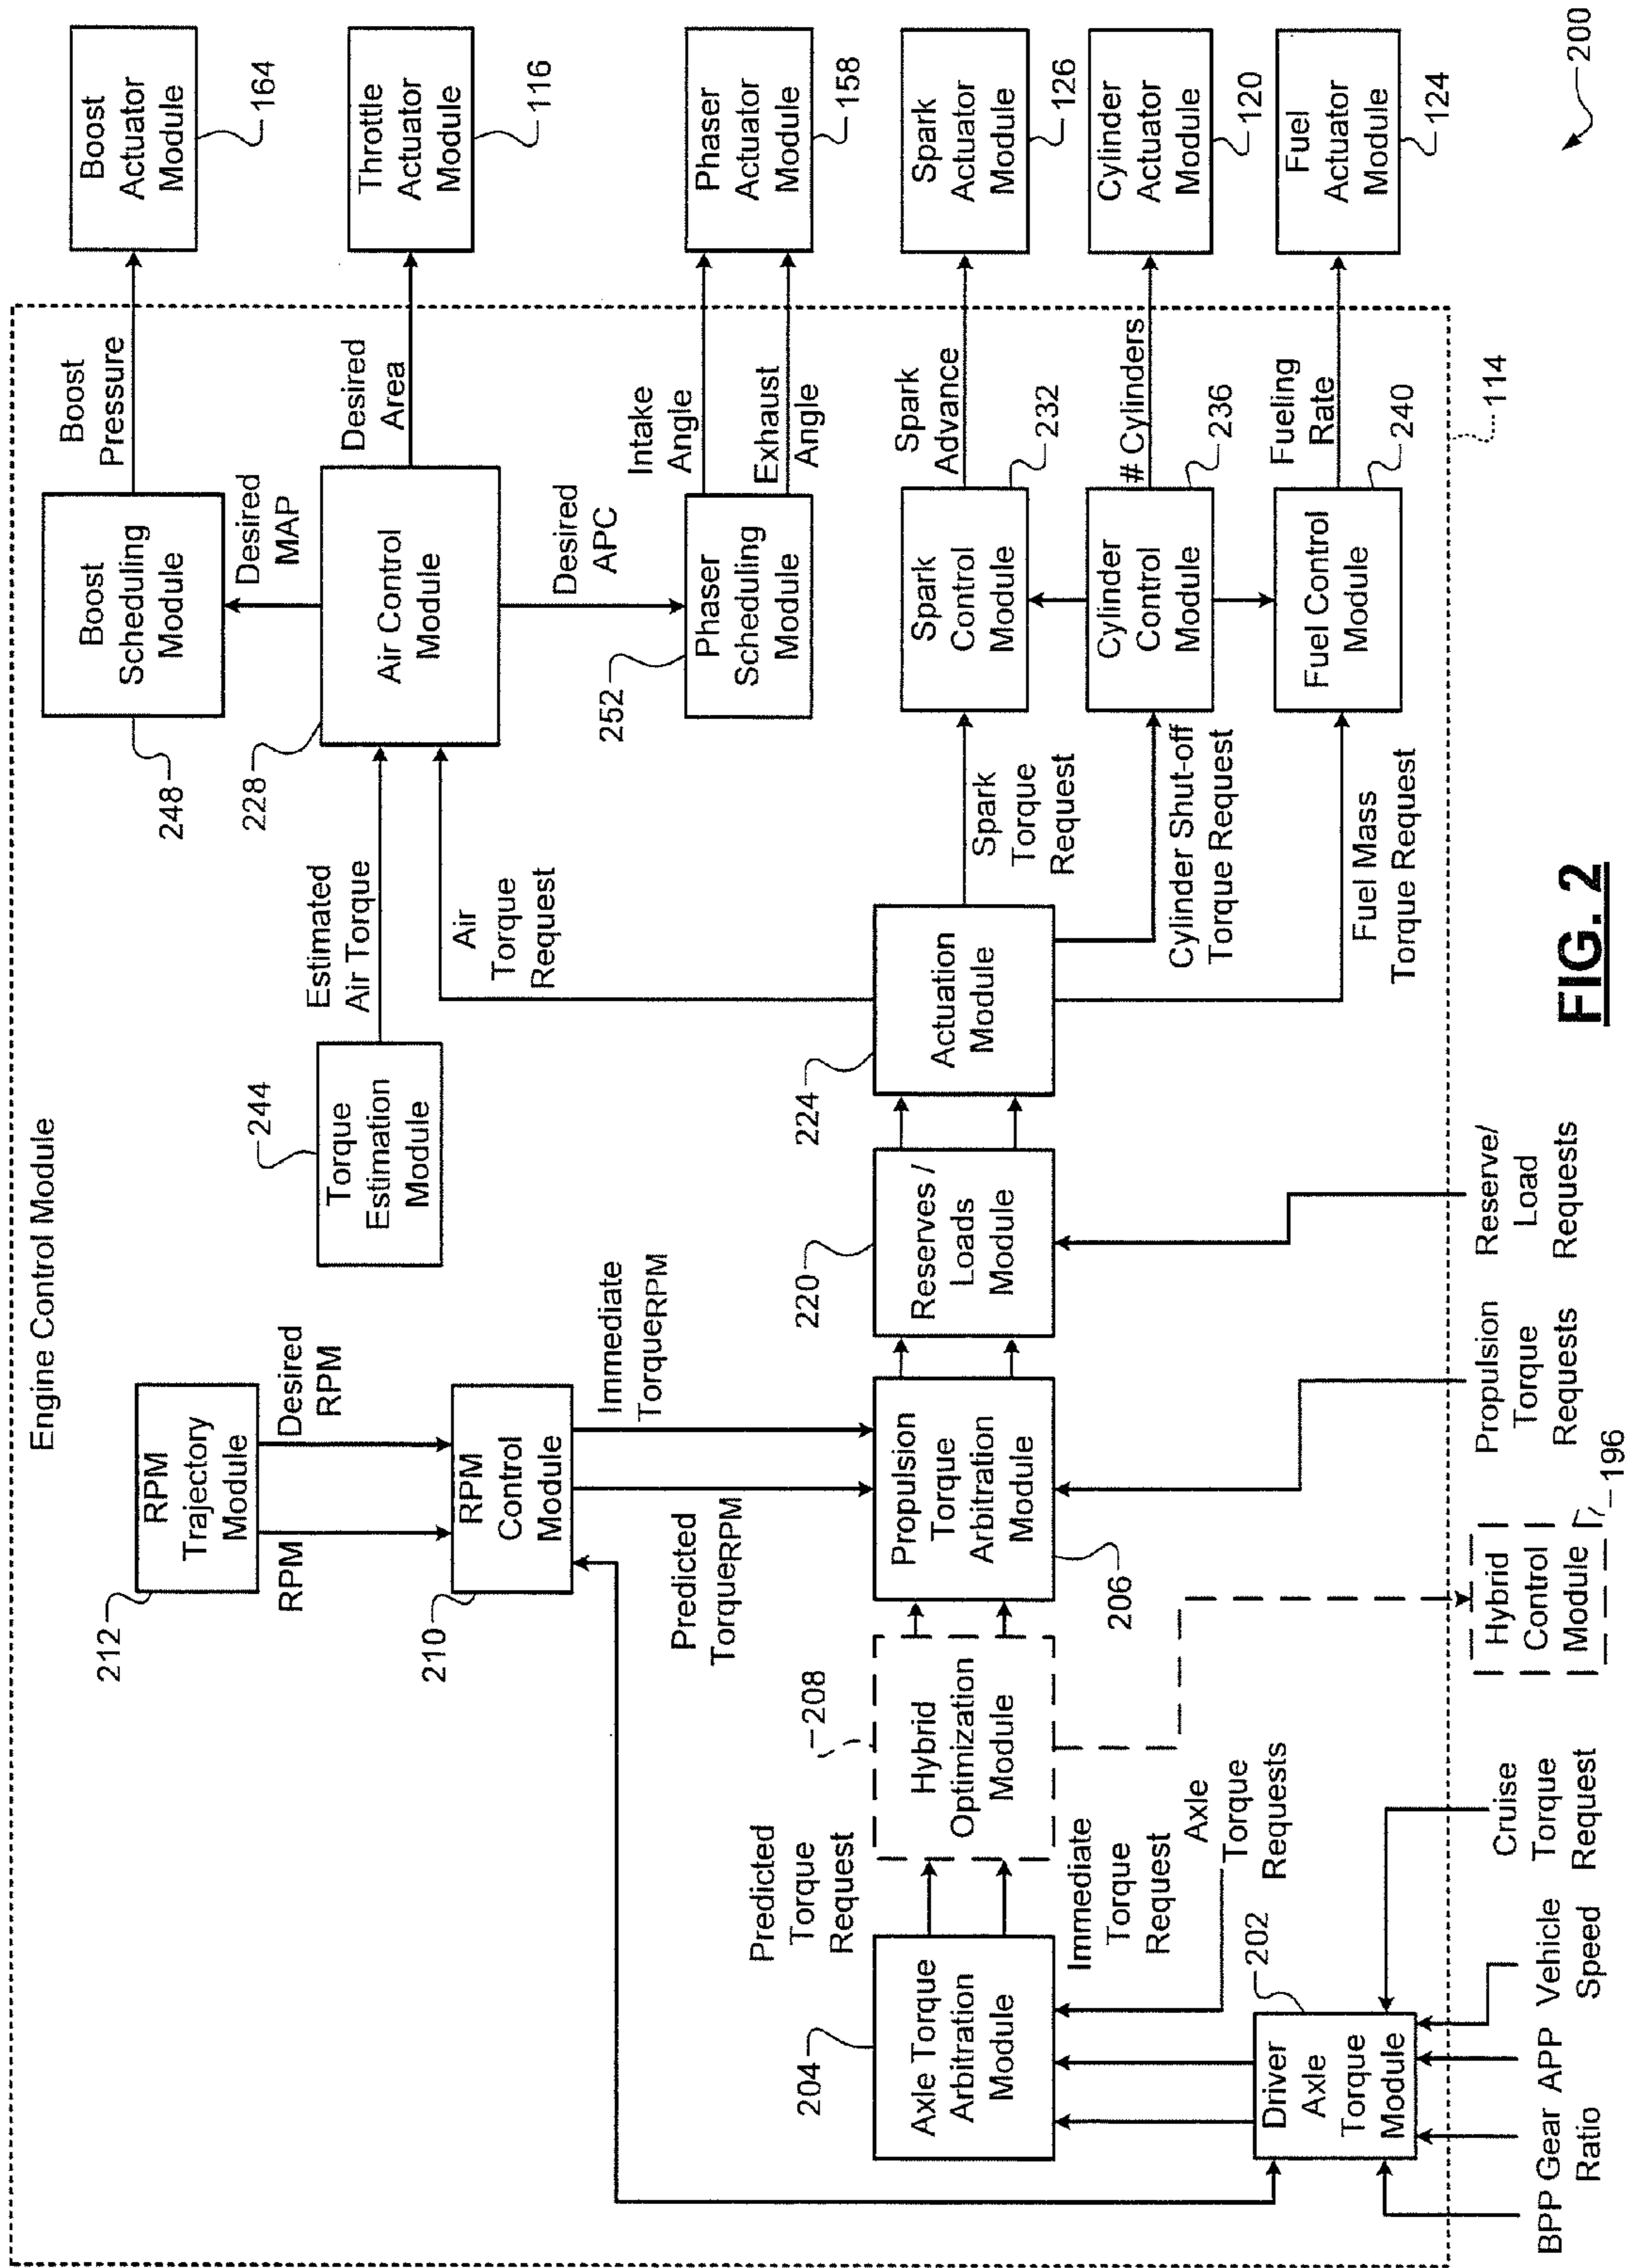 Engine Control Module
RPM
Trajectory
Module
212
RPM
Desired
RPM
RPM
Control
Module
210
Predicted
Torque_RPM
Immediate
Torque_RPM
Torque
Estimation
Module
244
Estimated
Air Torque
Air
Torque
Request
Boost
Scheduling
Module
248
Desired
MAP
Air Control
Module
228
Desired
APC
Phaser
Scheduling
Module
252
Boost
Pressure
Desired
Area
Intake
Angle
Exhaust
Angle
Boost
Actuator
Module
164
Throttle
Actuator
Module
116
Phaser
Actuator
Module
158
Spark
Actuator
Module
126
Cylinder
Actuator
Module
120
Fuel
Actuator
Module
124
Spark
Advance
# Cylinders
Fueling
Rate
Spark
Control
Module
232
Cylinder
Control
Module
236
Fuel Control
Module
240
Spark
Torque
Request
Cylinder Shut-off
Torque Request
Fuel Mass
Torque Request
Actuation
Module
224
Reserves /
Loads
Module
220
Propulsion
Torque
Arbitration
Module
206
Hybrid
Optimization
Module
208
Predicted
Torque
Request
Immediate
Torque
Request
Axle Torque
Arbitration
Module
204
Axle
Torque
Requests
Driver
Axle
Torque
Module
202
BPP
Gear
Ratio
APP
Vehicle
Speed
Cruise
Torque
Request
Hybrid
Control
Module
196
Propulsion
Torque
Requests
Reserve/
Load
Requests
114
200
FIG. 2